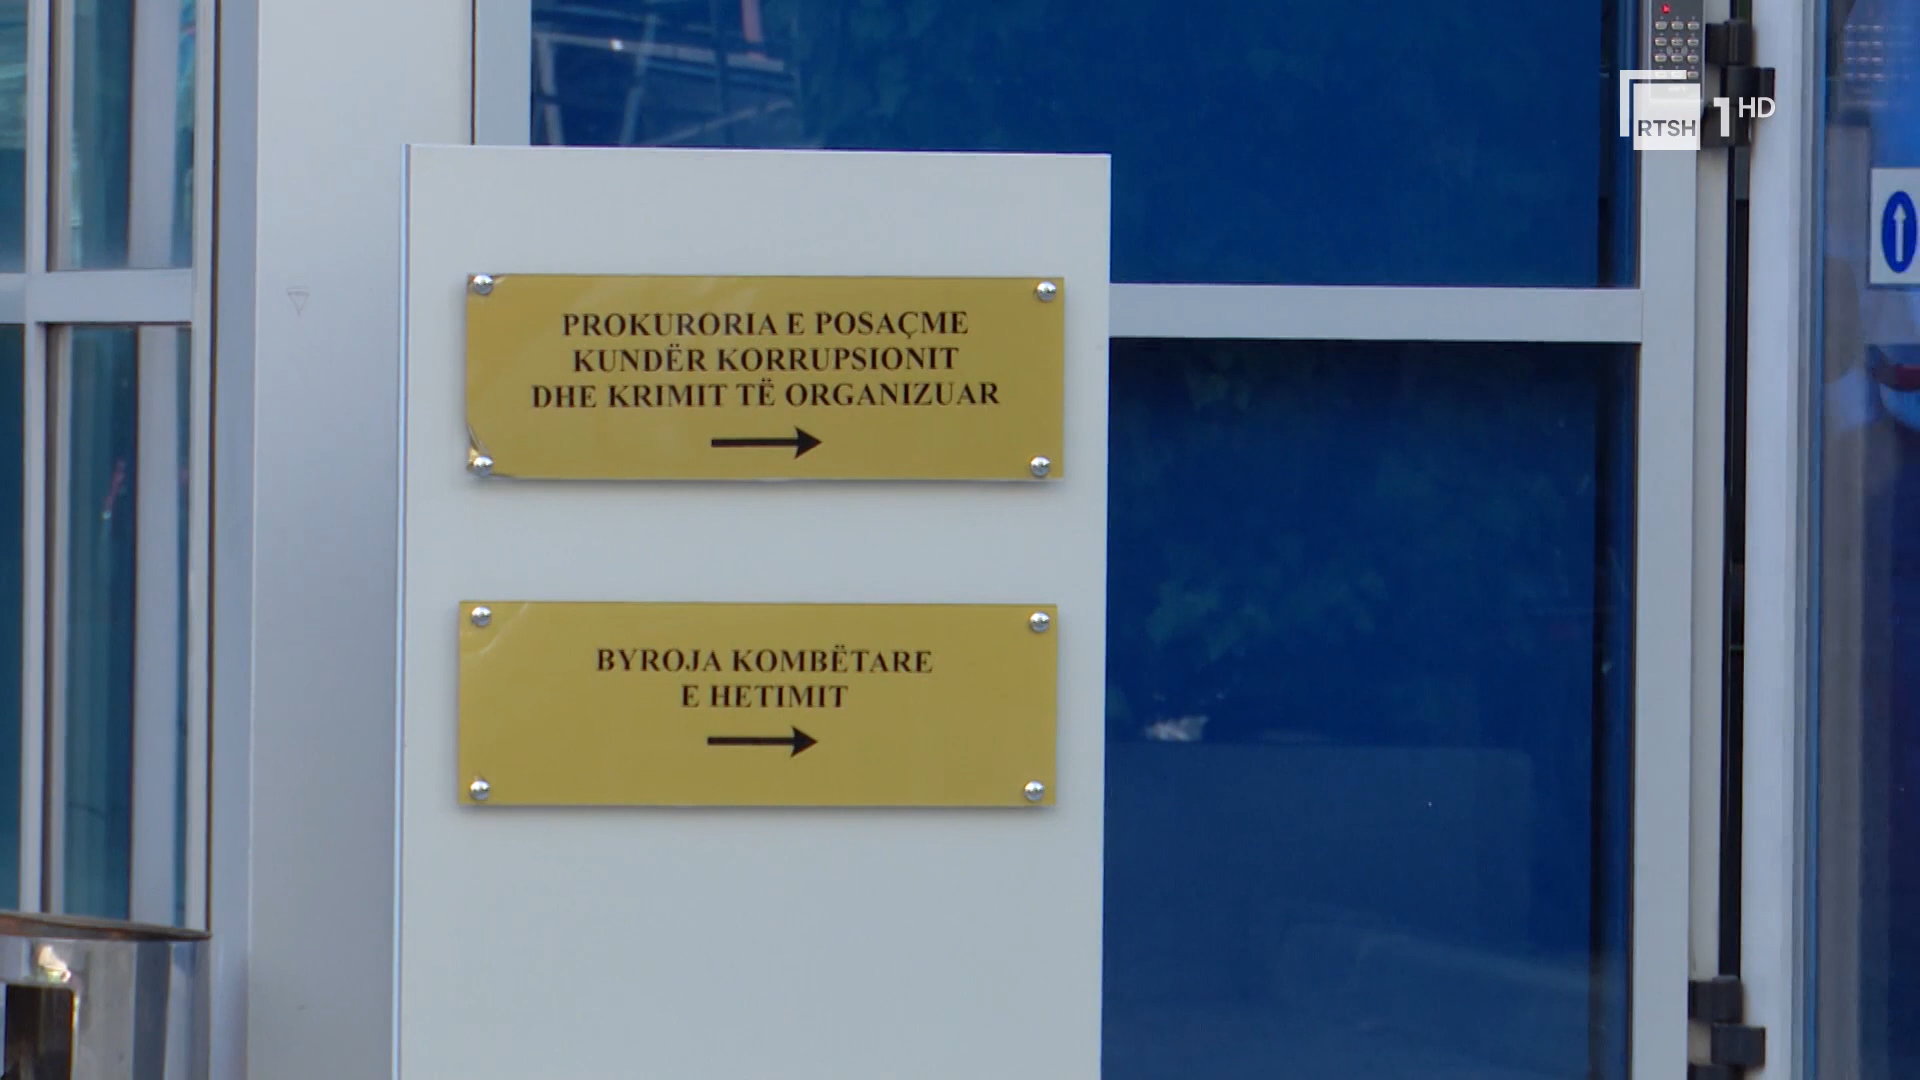 RTSH 1 HD
PROKURORIA E POSAÇME
KUNDËR KORRUPSIONIT
DHE KRIMIT TË ORGANIZUAR
BYROJA KOMBËTARE
E HETIMIT